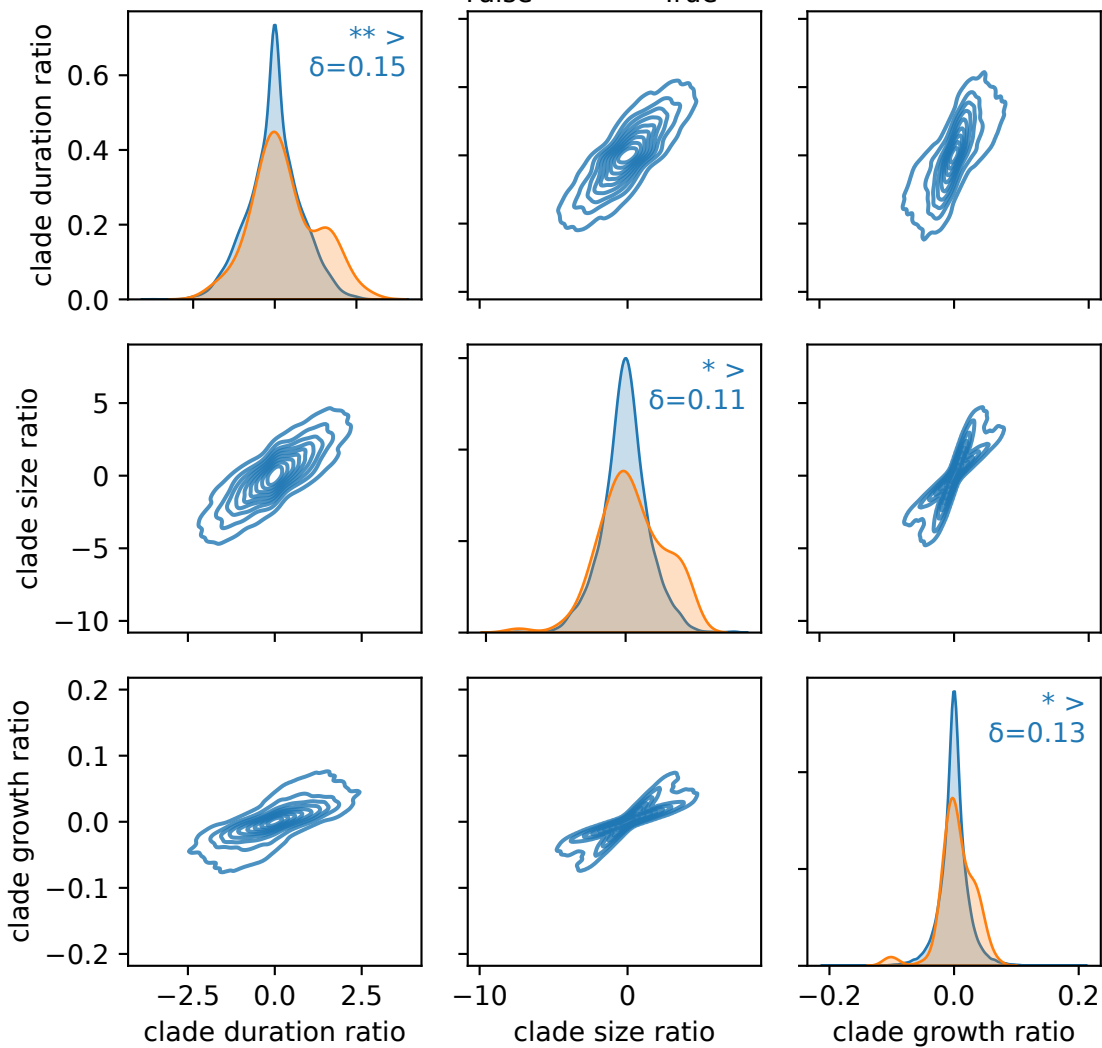 False True
clade duration ratio
0.6
0.4
0.2
0.0
** >
δ=0.15
clade size ratio
5
0
−5
−10
* >
δ=0.11
clade growth ratio
0.2
0.1
0.0
−0.1
−0.2
* >
δ=0.13
−2.5 0.0 2.5
−10 0
−0.2 0.0 0.2
clade duration ratio
clade size ratio
clade growth ratio